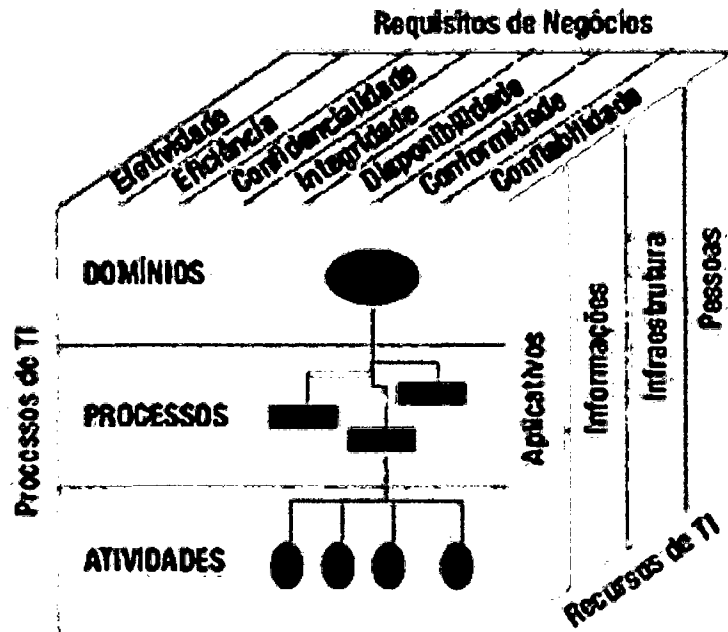 Requisitos de Negócios
Efetividade
Eficiência
Confidencialidade
Integridade
Disponibilidade
Conformidade
Confiabilidade
Processos de TI
DOMÍNIOS
PROCESSOS
ATIVIDADES
Aplicativos
Informações
Infraestrutura
Pessoas
Recursos de TI